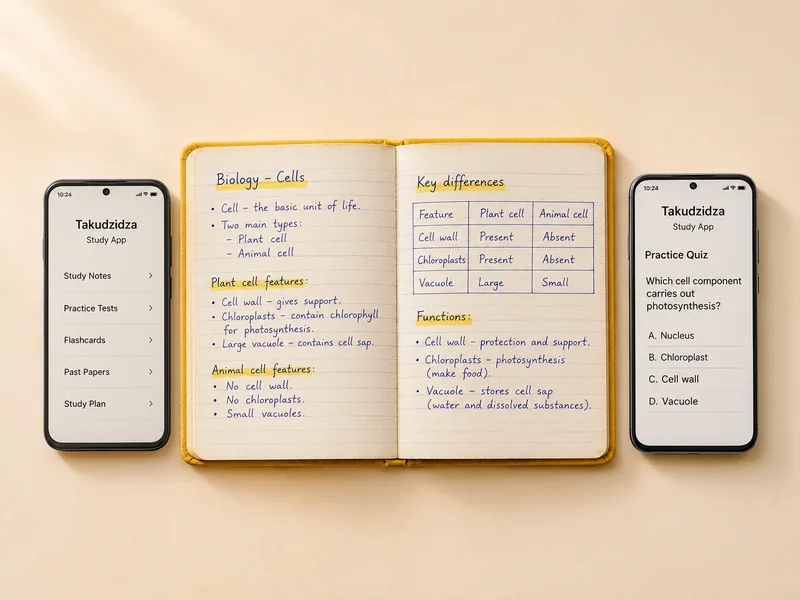 10:24
Takudzidza
Study App
Study Notes
Practice Tests
Flashcards
Past Papers
Study Plan
Biology – Cells
• Cell – the basic unit of life.
• Two main types:
– Plant cell
– Animal cell
Plant cell features:
• Cell wall – gives support.
• Chloroplasts – contain chlorophyll
for photosynthesis.
• Large vacuole – contains cell sap.
Animal cell features:
• No cell wall.
• No chloroplasts.
• Small vacuoles.
Key differences
Feature Plant cell Animal cell
Cell wall Present Absent
Chloroplasts Present Absent
Vacuole Large Small
Functions:
• Cell wall – protection and support.
• Chloroplasts – photosynthesis
(make food).
• Vacuole – stores cell sap
(water and dissolved substances).
10:24
Takudzidza
Study App
Practice Quiz
Which cell component
carries out
photosynthesis?
A. Nucleus
B. Chloroplast
C. Cell wall
D. Vacuole